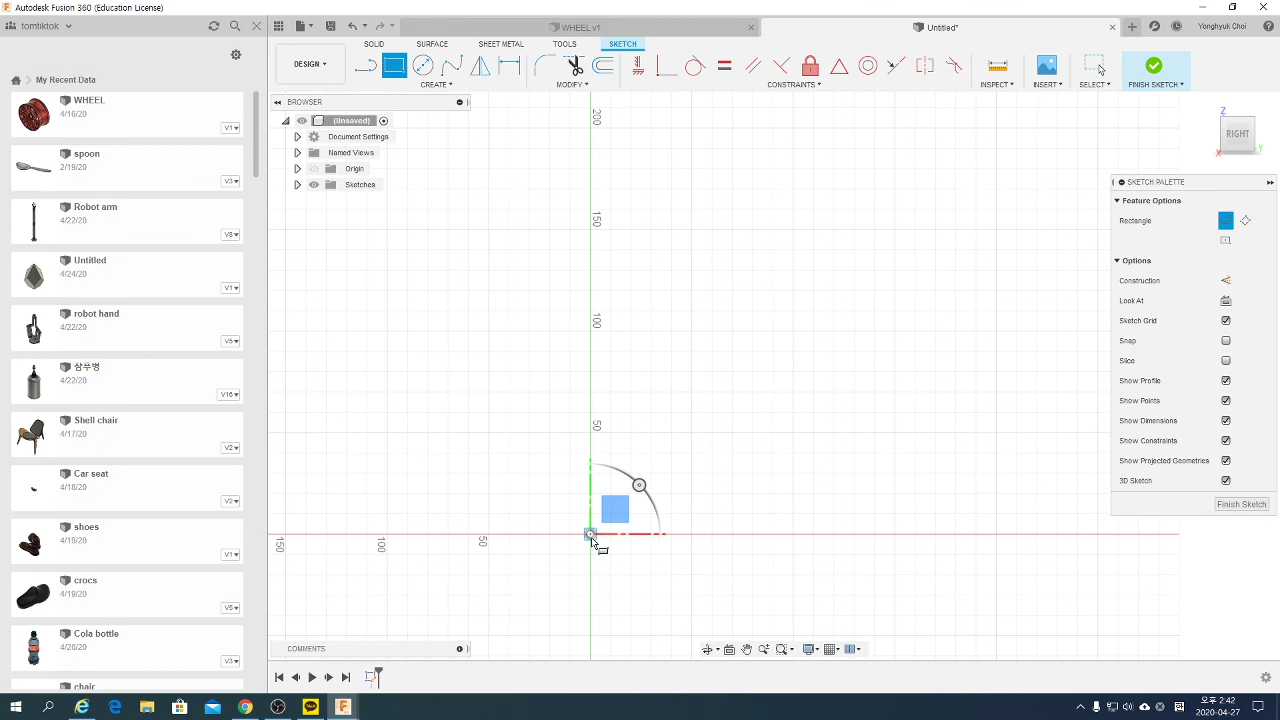 Autodesk Fusion 360 (Education License)
tomtiktok
WHEEL v1
Untitled*
Yonghyuk Choi
SOLID
SURFACE
SHEET METAL
TOOLS
SKETCH
DESIGN
CREATE
MODIFY
CONSTRAINTS
INSPECT
INSERT
SELECT
FINISH SKETCH
My Recent Data
WHEEL
4/16/20
V1
spoon
2/19/20
V3
Robot arm
4/22/20
V8
Untitled
4/24/20
V1
robot hand
4/22/20
V5
샴푸병
4/22/20
V16
Shell chair
4/17/20
V2
Car seat
4/18/20
V2
shoes
4/19/20
V1
crocs
4/19/20
V5
Cola bottle
4/20/20
V3
chair
BROWSER
(Unsaved)
Document Settings
Named Views
Origin
Sketches
200
150
100
50
150
100
50
Z
RIGHT
X
Y
SKETCH PALETTE
Feature Options
Rectangle
Options
Construction
Look At
Sketch Grid
Snap
Slice
Show Profile
Show Points
Show Dimensions
Show Constraints
Show Projected Geometries
3D Sketch
Finish Sketch
COMMENTS
TALK
오후 2:42
2020-04-27